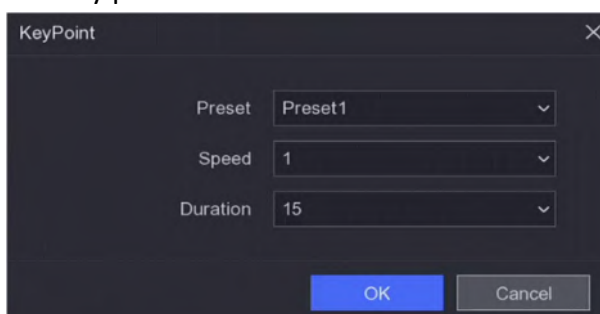 KeyPoint
Preset Preset1
Speed 1
Duration 15
OK Cancel